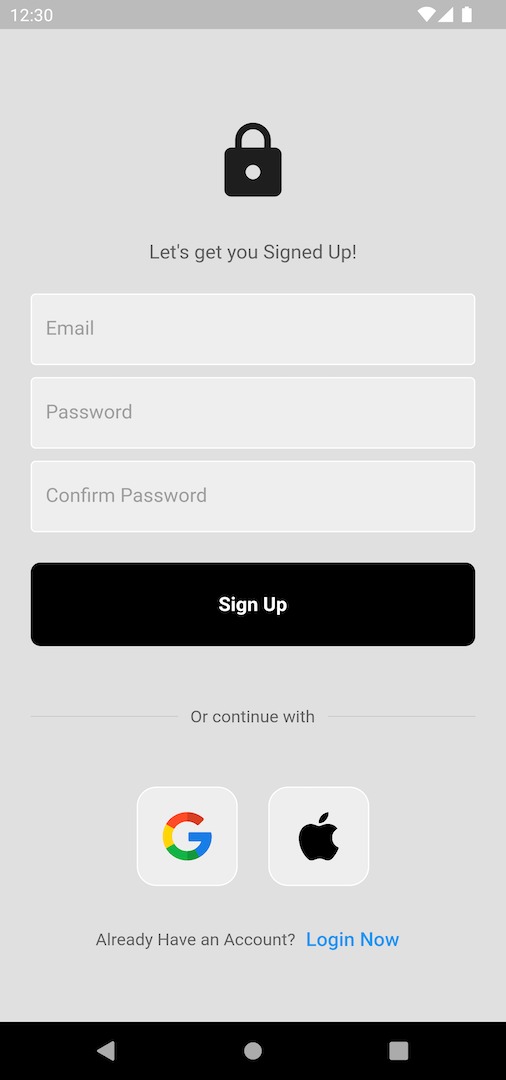 12:30
Let's get you Signed Up!
Email
Password
Confirm Password
Sign Up
Or continue with
Already Have an Account? Login Now